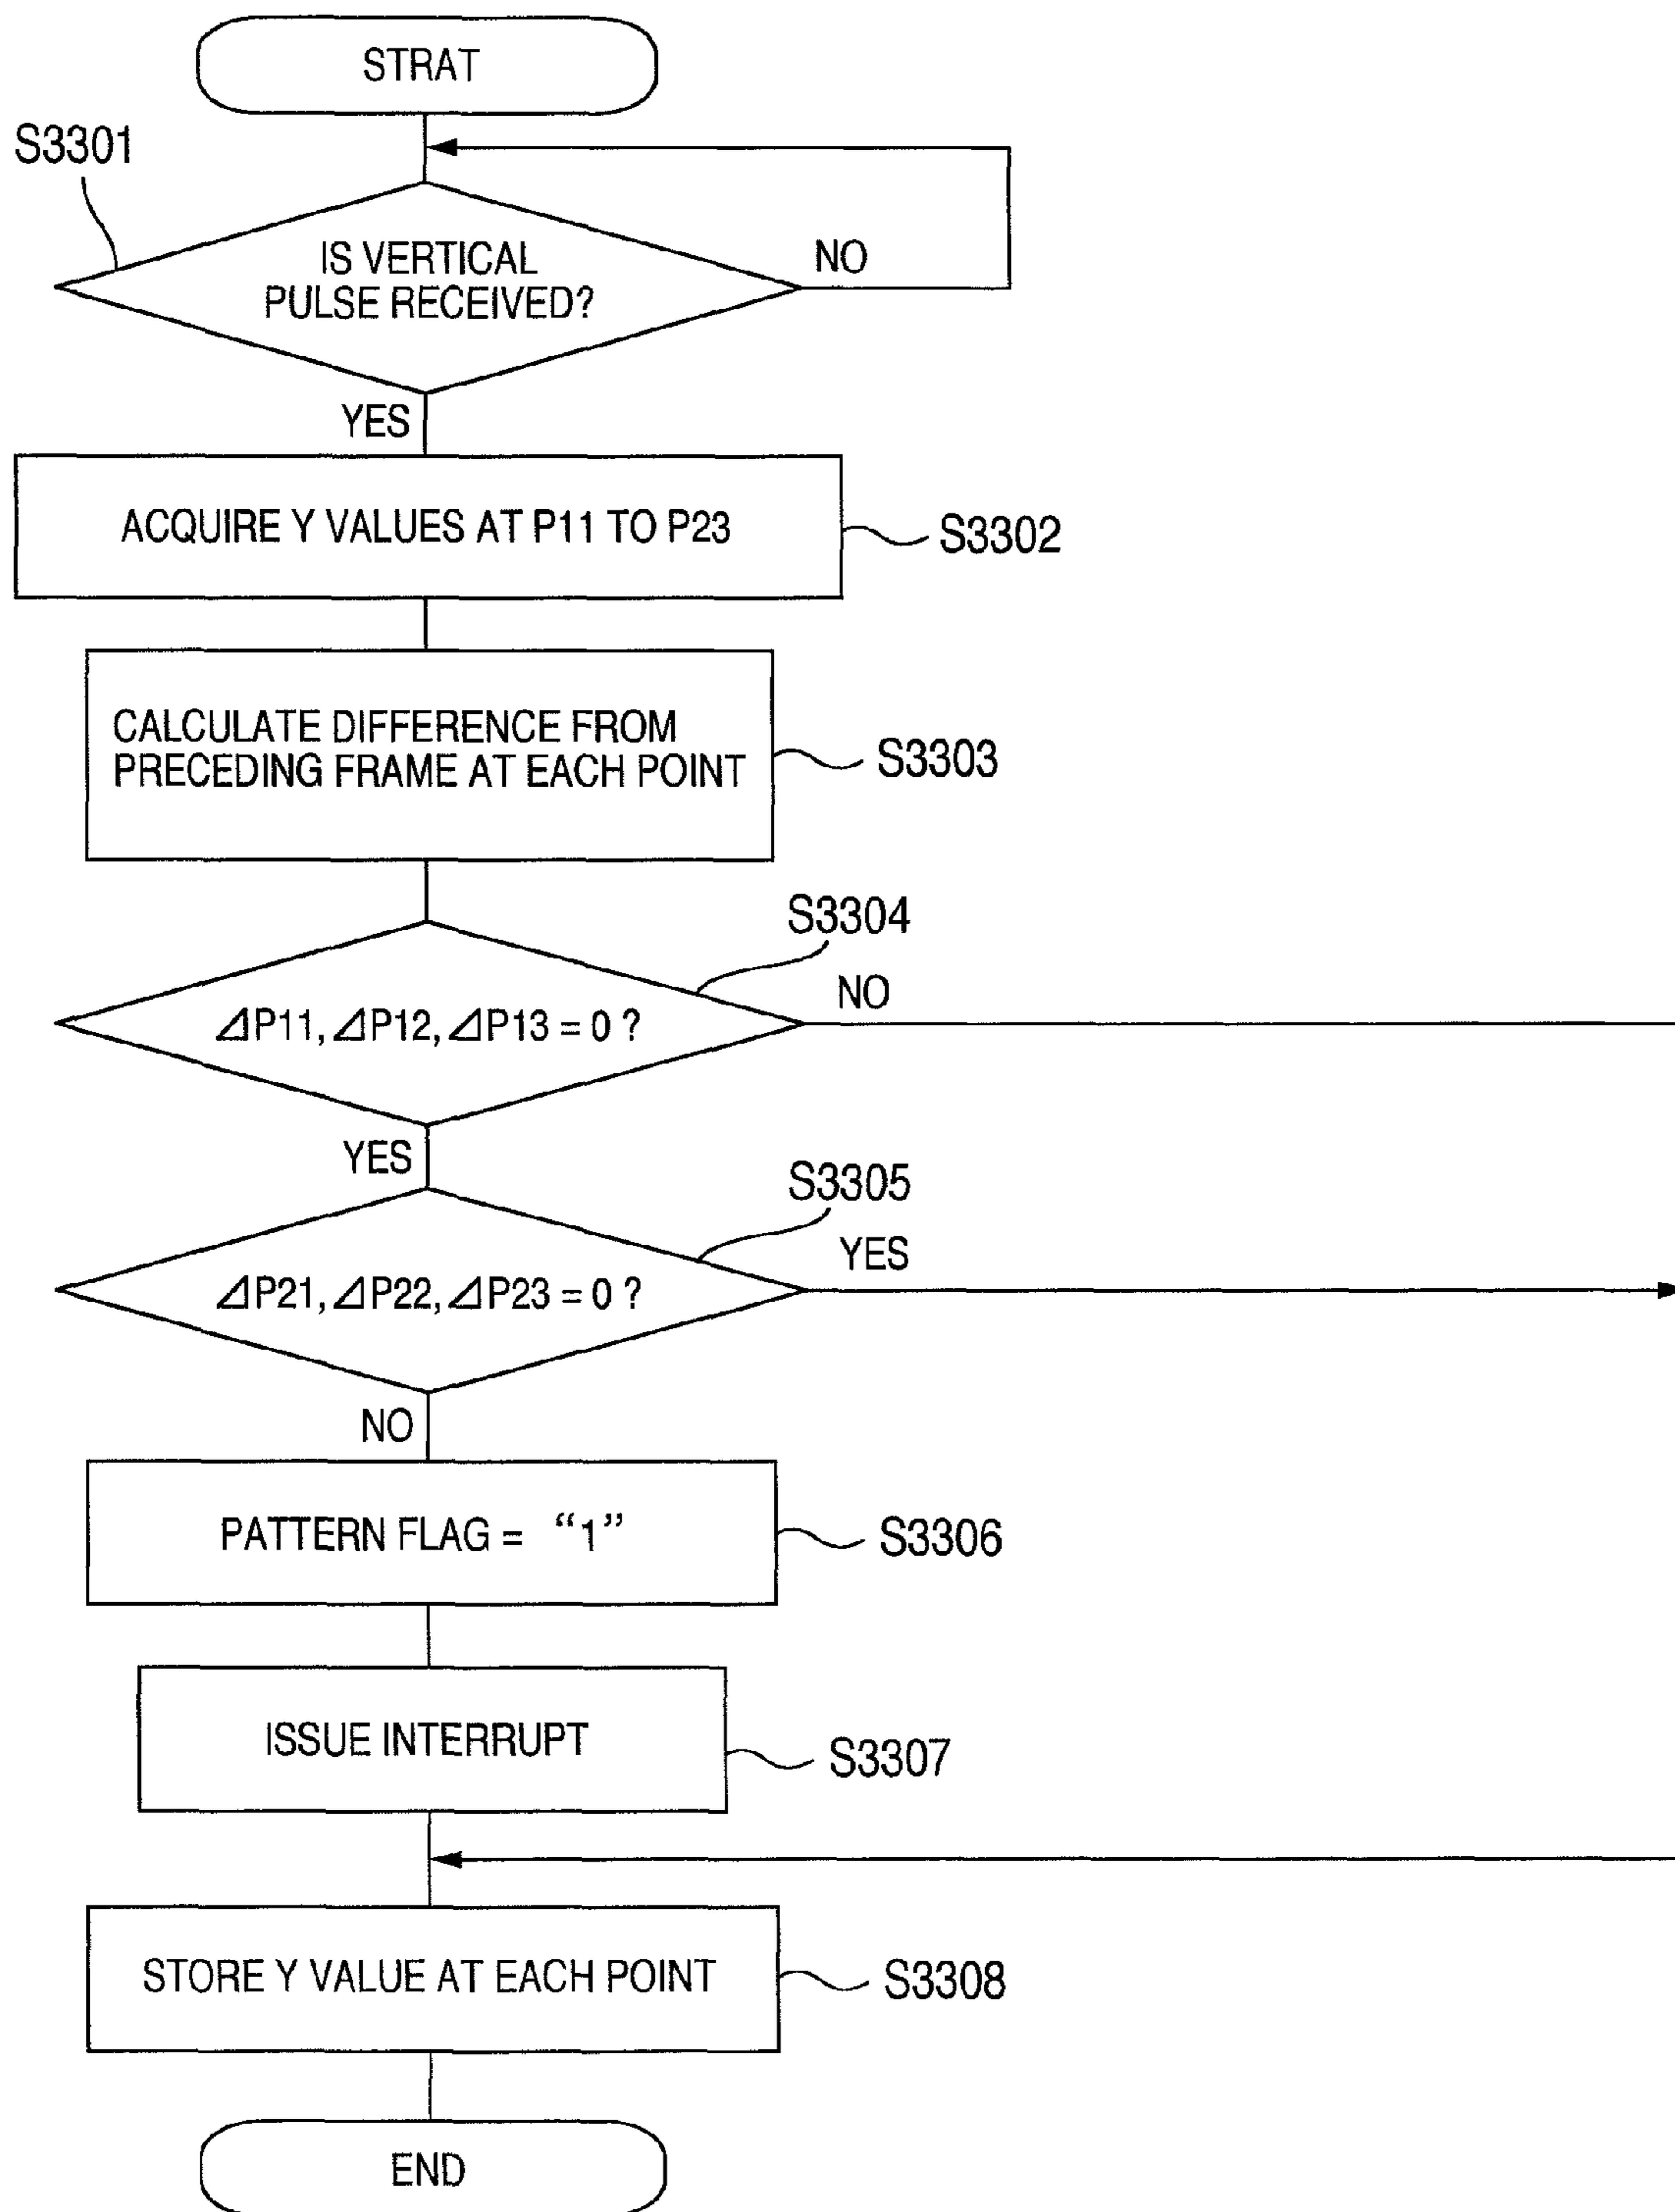 STRAT
S3301
IS VERTICAL
PULSE RECEIVED?
NO
YES
ACQUIRE Y VALUES AT P11 TO P23
S3302
CALCULATE DIFFERENCE FROM
PRECEDING FRAME AT EACH POINT
S3303
S3304
⊿P11, ⊿P12, ⊿P13 = 0 ?
NO
YES
S3305
⊿P21, ⊿P22, ⊿P23 = 0 ?
YES
NO
PATTERN FLAG = “1”
S3306
ISSUE INTERRUPT
S3307
STORE Y VALUE AT EACH POINT
S3308
END